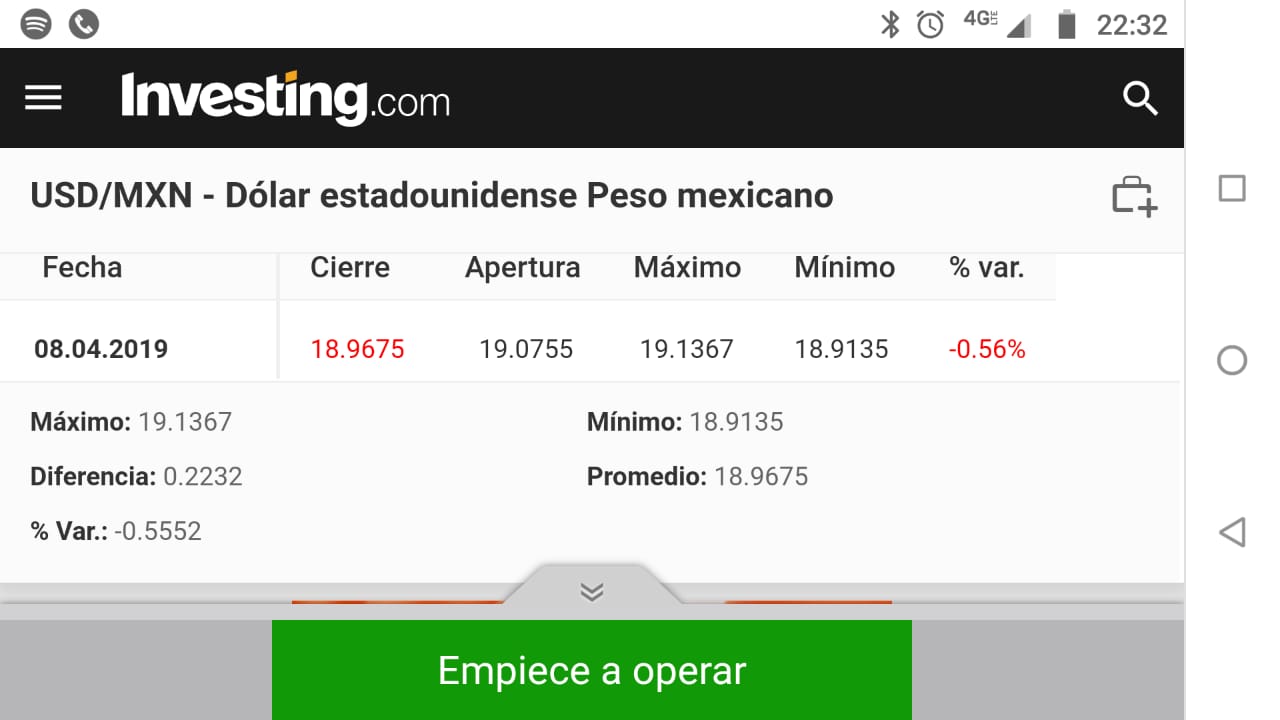 4G LTE 22:32
Investing.com
USD/MXN - Dólar estadounidense Peso mexicano
Fecha Cierre Apertura Máximo Mínimo % var.
08.04.2019 18.9675 19.0755 19.1367 18.9135 -0.56%
Máximo: 19.1367 Mínimo: 18.9135
Diferencia: 0.2232 Promedio: 18.9675
% Var.: -0.5552
Empiece a operar